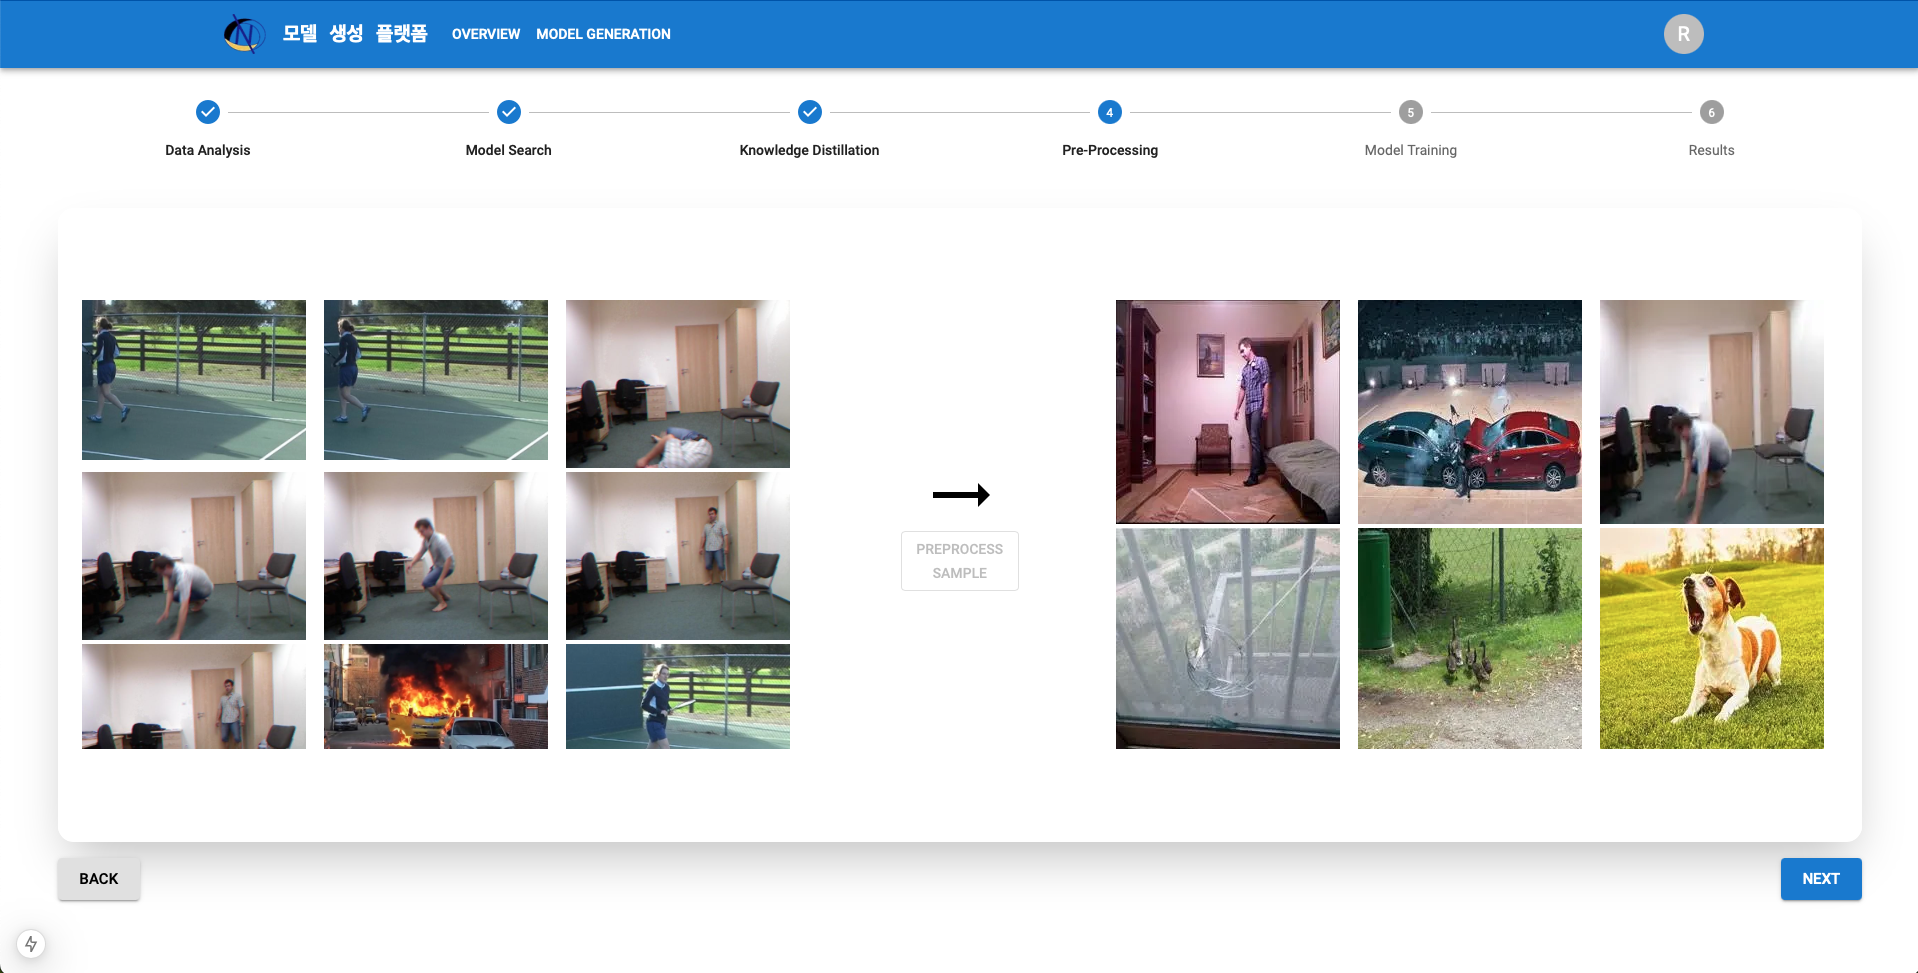 모델 생성 플랫폼 OVERVIEW MODEL GENERATION R
4 5 6
Data Analysis Model Search Knowledge Distillation Pre-Processing Model Training Results
PREPROCESS
SAMPLE
BACK NEXT